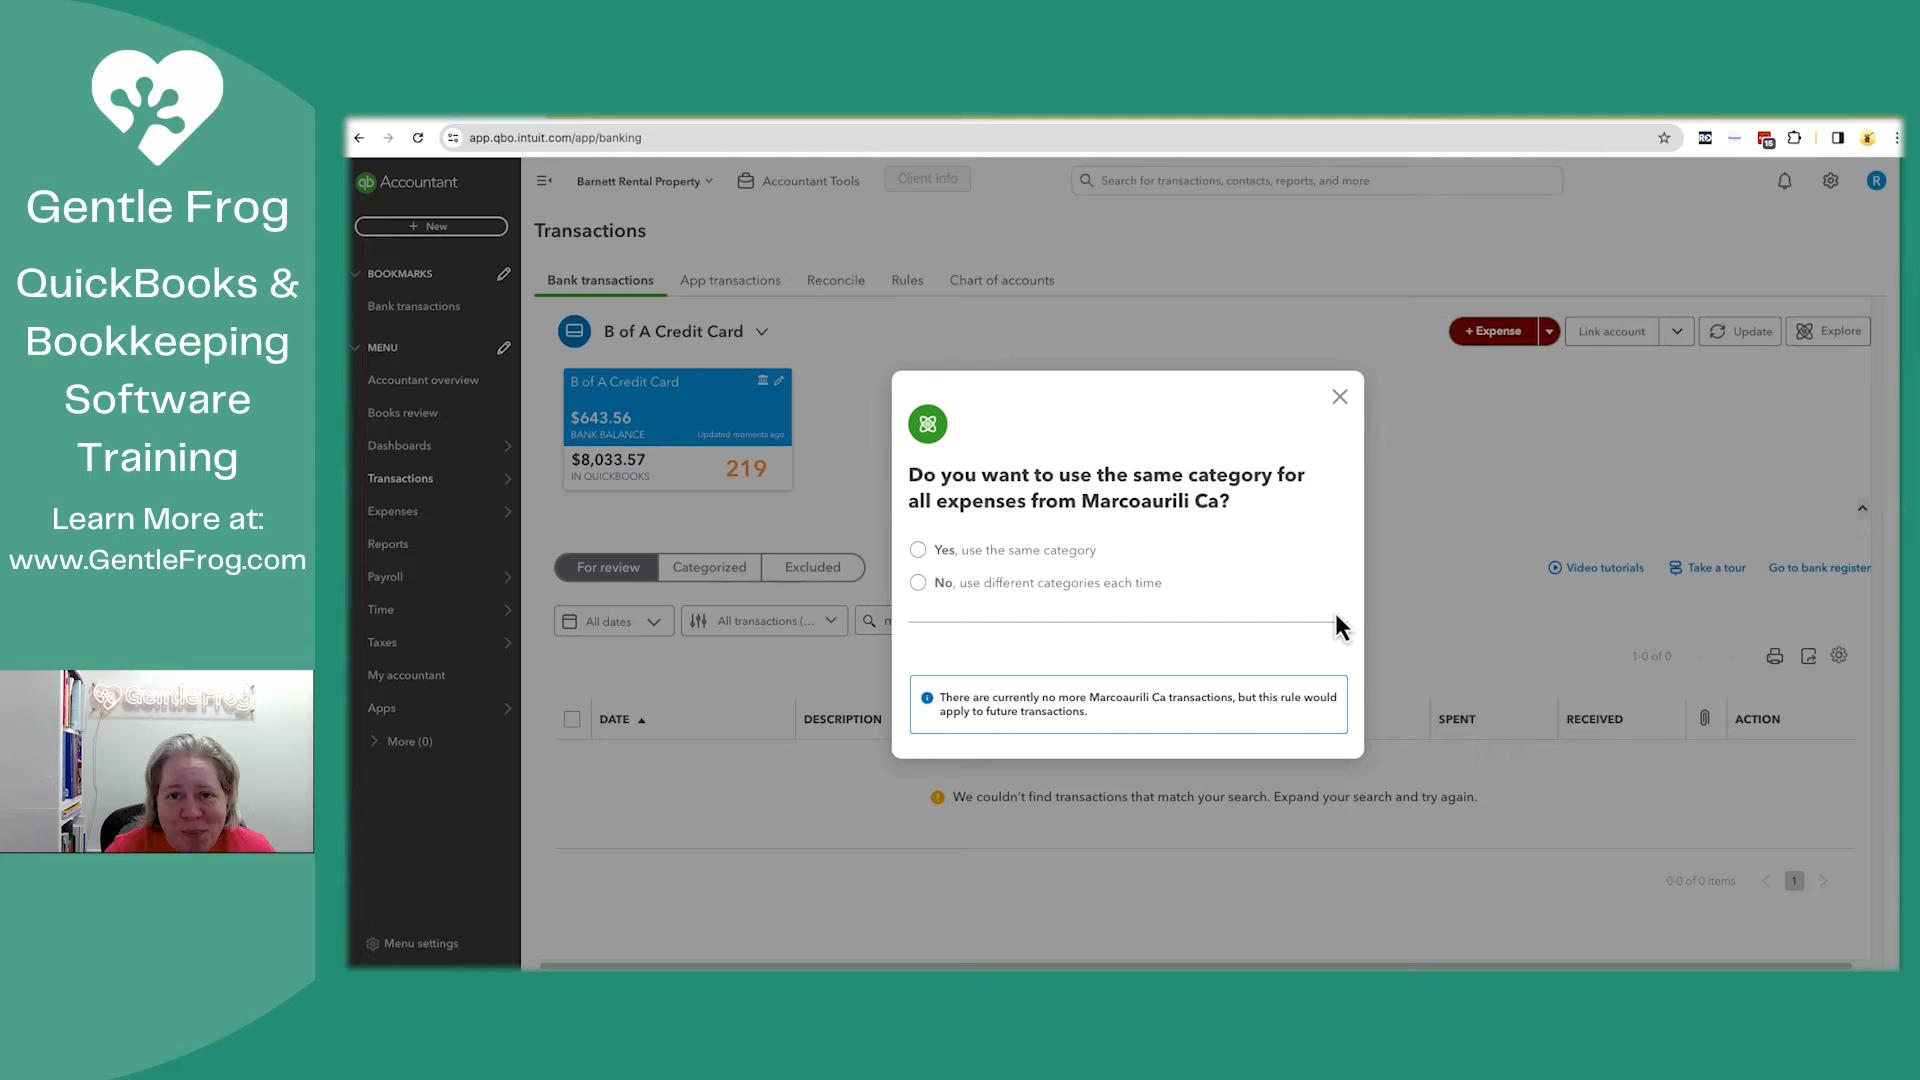 Gentle Frog
QuickBooks &
Bookkeeping
Software
Training
Learn More at:
www.GentleFrog.com
Gentle Frog
app.qbo.intuit.com/app/banking
15
qb Accountant
Barnett Rental Property
Accountant Tools
Client Info
Search for transactions, contacts, reports, and more
R
+ New
BOOKMARKS
Bank transactions
MENU
Accountant overview
Books review
Dashboards
Transactions
Expenses
Reports
Payroll
Time
Taxes
My accountant
Apps
More (0)
Menu settings
Transactions
Bank transactions
App transactions
Reconcile
Rules
Chart of accounts
B of A Credit Card
+ Expense
Link account
Update
Explore
B of A Credit Card
$643.56
BANK BALANCE
Updated moments ago
$8,033.57
IN QUICKBOOKS
219
For review
Categorized
Excluded
Video tutorials
Take a tour
Go to bank register
All dates
All transactions (...
1-0 of 0
DATE
DESCRIPTION
SPENT
RECEIVED
ACTION
We couldn't find transactions that match your search. Expand your search and try again.
0-0 of 0 items
1
Do you want to use the same category for
all expenses from Marcoaurili Ca?
Yes, use the same category
No, use different categories each time
There are currently no more Marcoaurili Ca transactions, but this rule would
apply to future transactions.